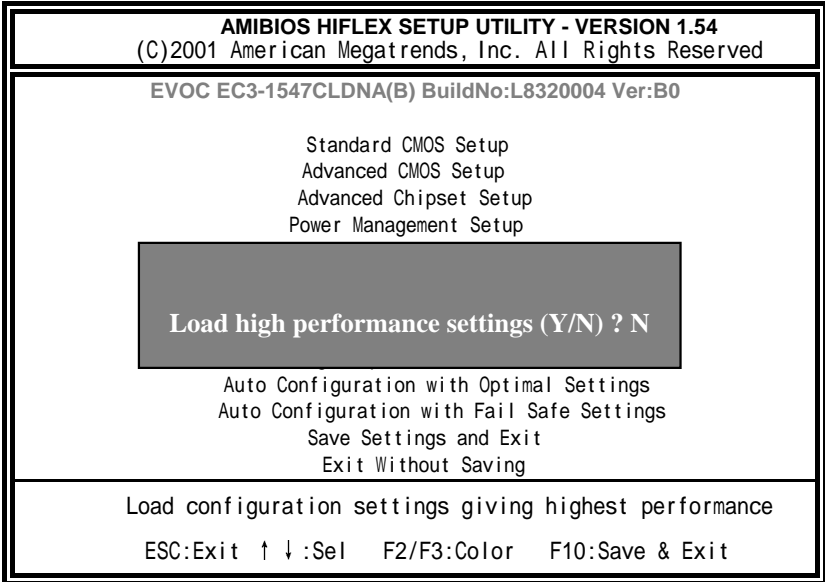 AMIBIOS HIFLEX SETUP UTILITY - VERSION 1.54
(C)2001 American Megatrends, Inc. All Rights Reserved
EVOC EC3-1547CLDNA(B) BuildNo:L8320004 Ver:B0
Standard CMOS Setup
Advanced CMOS Setup
Advanced Chipset Setup
Power Management Setup
Load high performance settings (Y/N) ? N
Auto Configuration with Optimal Settings
Auto Configuration with Fail Safe Settings
Save Settings and Exit
Exit Without Saving
Load configuration settings giving highest performance
ESC:Exit ↑↓:Sel F2/F3:Color F10:Save & Exit